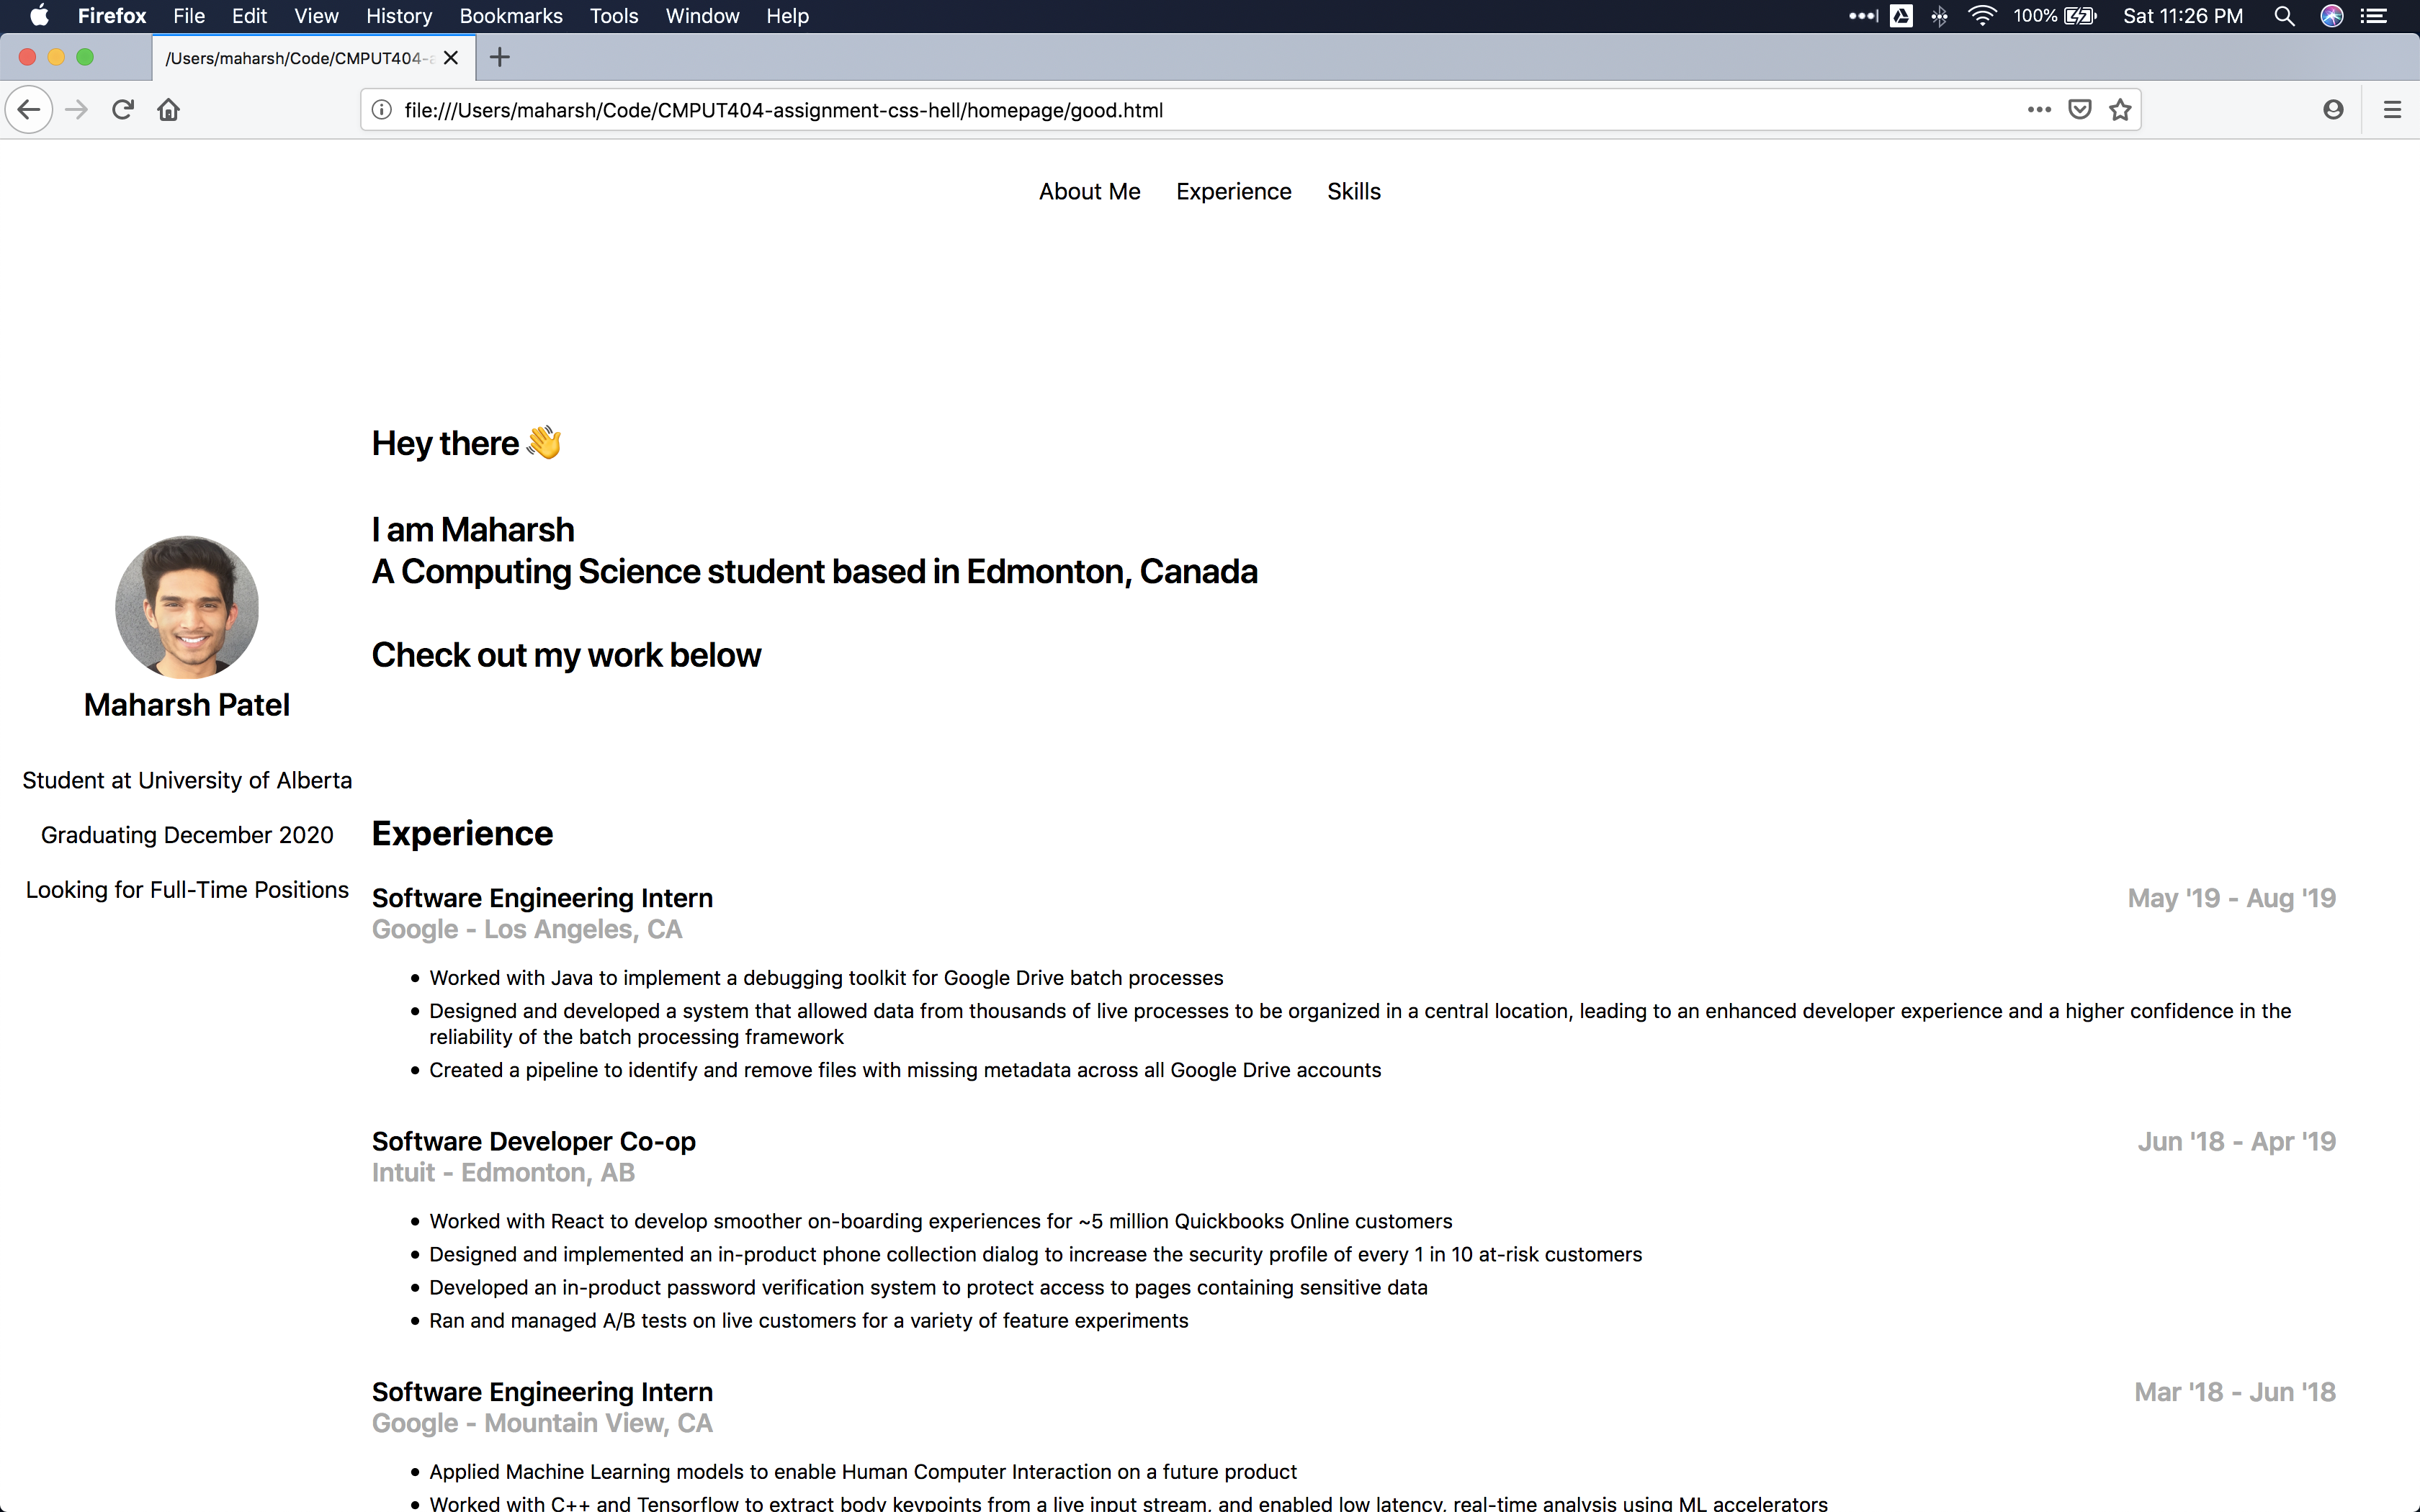 Firefox File Edit View History Bookmarks Tools Window Help 100% Sat 11:26 PM
/Users/maharsh/Code/CMPUT404-
file:///Users/maharsh/Code/CMPUT404-assignment-css-hell/homepage/good.html
About Me Experience Skills
Hey there 👋
I am Maharsh
A Computing Science student based in Edmonton, Canada
Check out my work below
Maharsh Patel
Student at University of Alberta
Graduating December 2020
Looking for Full-Time Positions
Experience
Software Engineering Intern May '19 - Aug '19
Google - Los Angeles, CA
• Worked with Java to implement a debugging toolkit for Google Drive batch processes
• Designed and developed a system that allowed data from thousands of live processes to be organized in a central location, leading to an enhanced developer experience and a higher confidence in the
reliability of the batch processing framework
• Created a pipeline to identify and remove files with missing metadata across all Google Drive accounts
Software Developer Co-op Jun '18 - Apr '19
Intuit - Edmonton, AB
• Worked with React to develop smoother on-boarding experiences for ~5 million Quickbooks Online customers
• Designed and implemented an in-product phone collection dialog to increase the security profile of every 1 in 10 at-risk customers
• Developed an in-product password verification system to protect access to pages containing sensitive data
• Ran and managed A/B tests on live customers for a variety of feature experiments
Software Engineering Intern Mar '18 - Jun '18
Google - Mountain View, CA
• Applied Machine Learning models to enable Human Computer Interaction on a future product
• Worked with C++ and Tensorflow to extract body keypoints from a live input stream, and enabled low latency, real-time analysis using ML accelerators